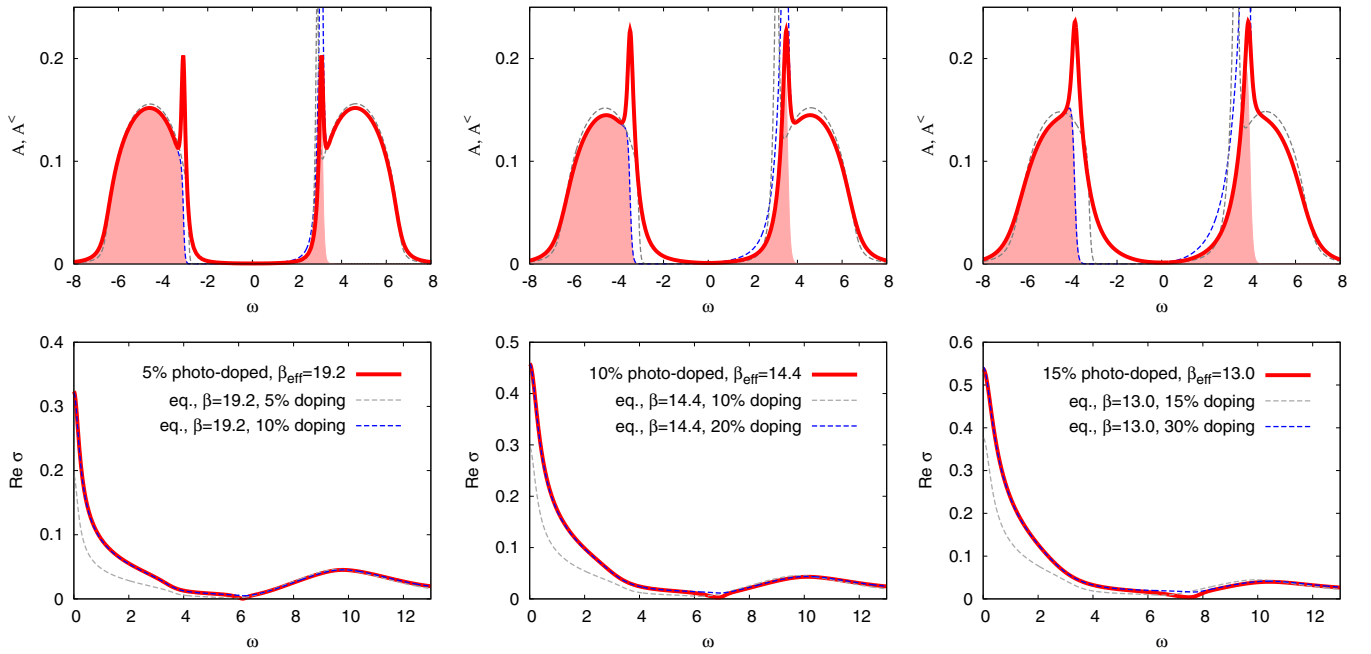 0.2
0.1
0
A, A<
-8 -6 -4 -2 0 2 4 6 8
ω
0.2
0.1
0
A, A<
-8 -6 -4 -2 0 2 4 6 8
ω
0.2
0.1
0
A, A<
-8 -6 -4 -2 0 2 4 6 8
ω
0.4
0.3
0.2
0.1
0
Re σ
5% photo-doped, βeff=19.2
eq., β=19.2, 5% doping
eq., β=19.2, 10% doping
0 2 4 6 8 10 12
ω
0.5
0.4
0.3
0.2
0.1
0
Re σ
10% photo-doped, βeff=14.4
eq., β=14.4, 10% doping
eq., β=14.4, 20% doping
0 2 4 6 8 10 12
ω
0.6
0.5
0.4
0.3
0.2
0.1
0
Re σ
15% photo-doped, βeff=13.0
eq., β=13.0, 15% doping
eq., β=13.0, 30% doping
0 2 4 6 8 10 12
ω